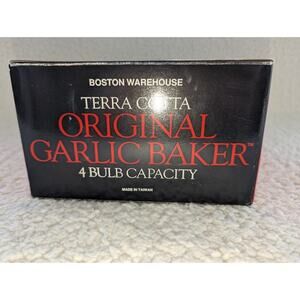 BOSTON WAREHOUSE
TERRA COTTA
ORIGINAL
GARLIC BAKER™
4 BULB CAPACITY
MADE IN TAIWAN